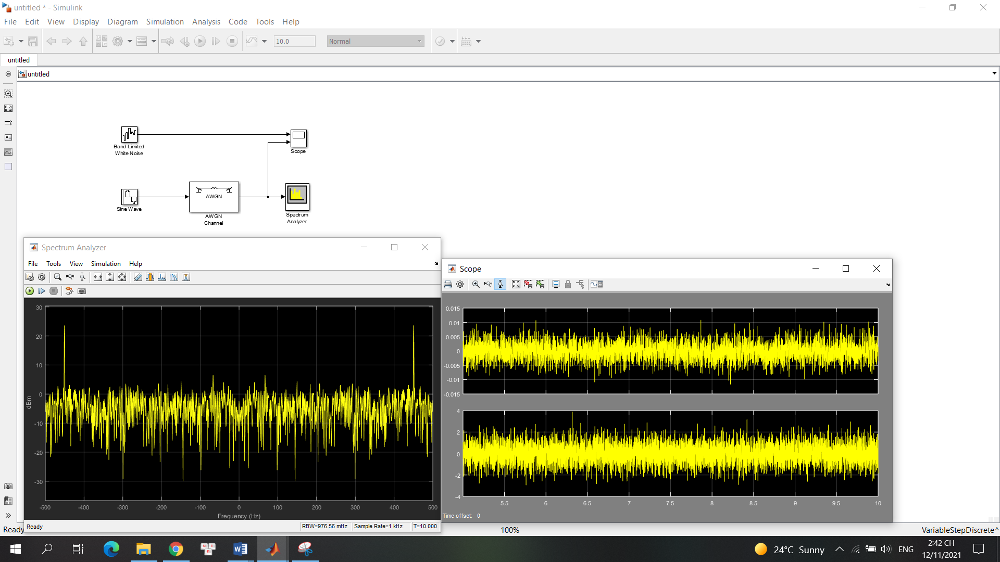 untitled * - Simulink
File Edit View Display Diagram Simulation Analysis Code Tools Help
10.0 Normal
untitled
untitled
Band-Limited
White Noise
Scope
Sine Wave
AWGN
AWGN
Channel
Spectrum
Analyzer
Spectrum Analyzer
File Tools View Simulation Help
30
20
10
0
-10
-20
-30
dBm
-500 -400 -300 -200 -100 0 100 200 300 400 500
Frequency (Hz)
Ready RBW=976.56 mHz Sample Rate=1 kHz T=10.000
Scope
0.015
0.01
0.005
0
-0.005
-0.01
-0.015
4
2
0
-2
-4
5.5 6 6.5 7 7.5 8 8.5 9 9.5 10
Time offset: 0
Ready 100% VariableStepDiscrete
24°C Sunny ENG
2:42 CH
12/11/2021